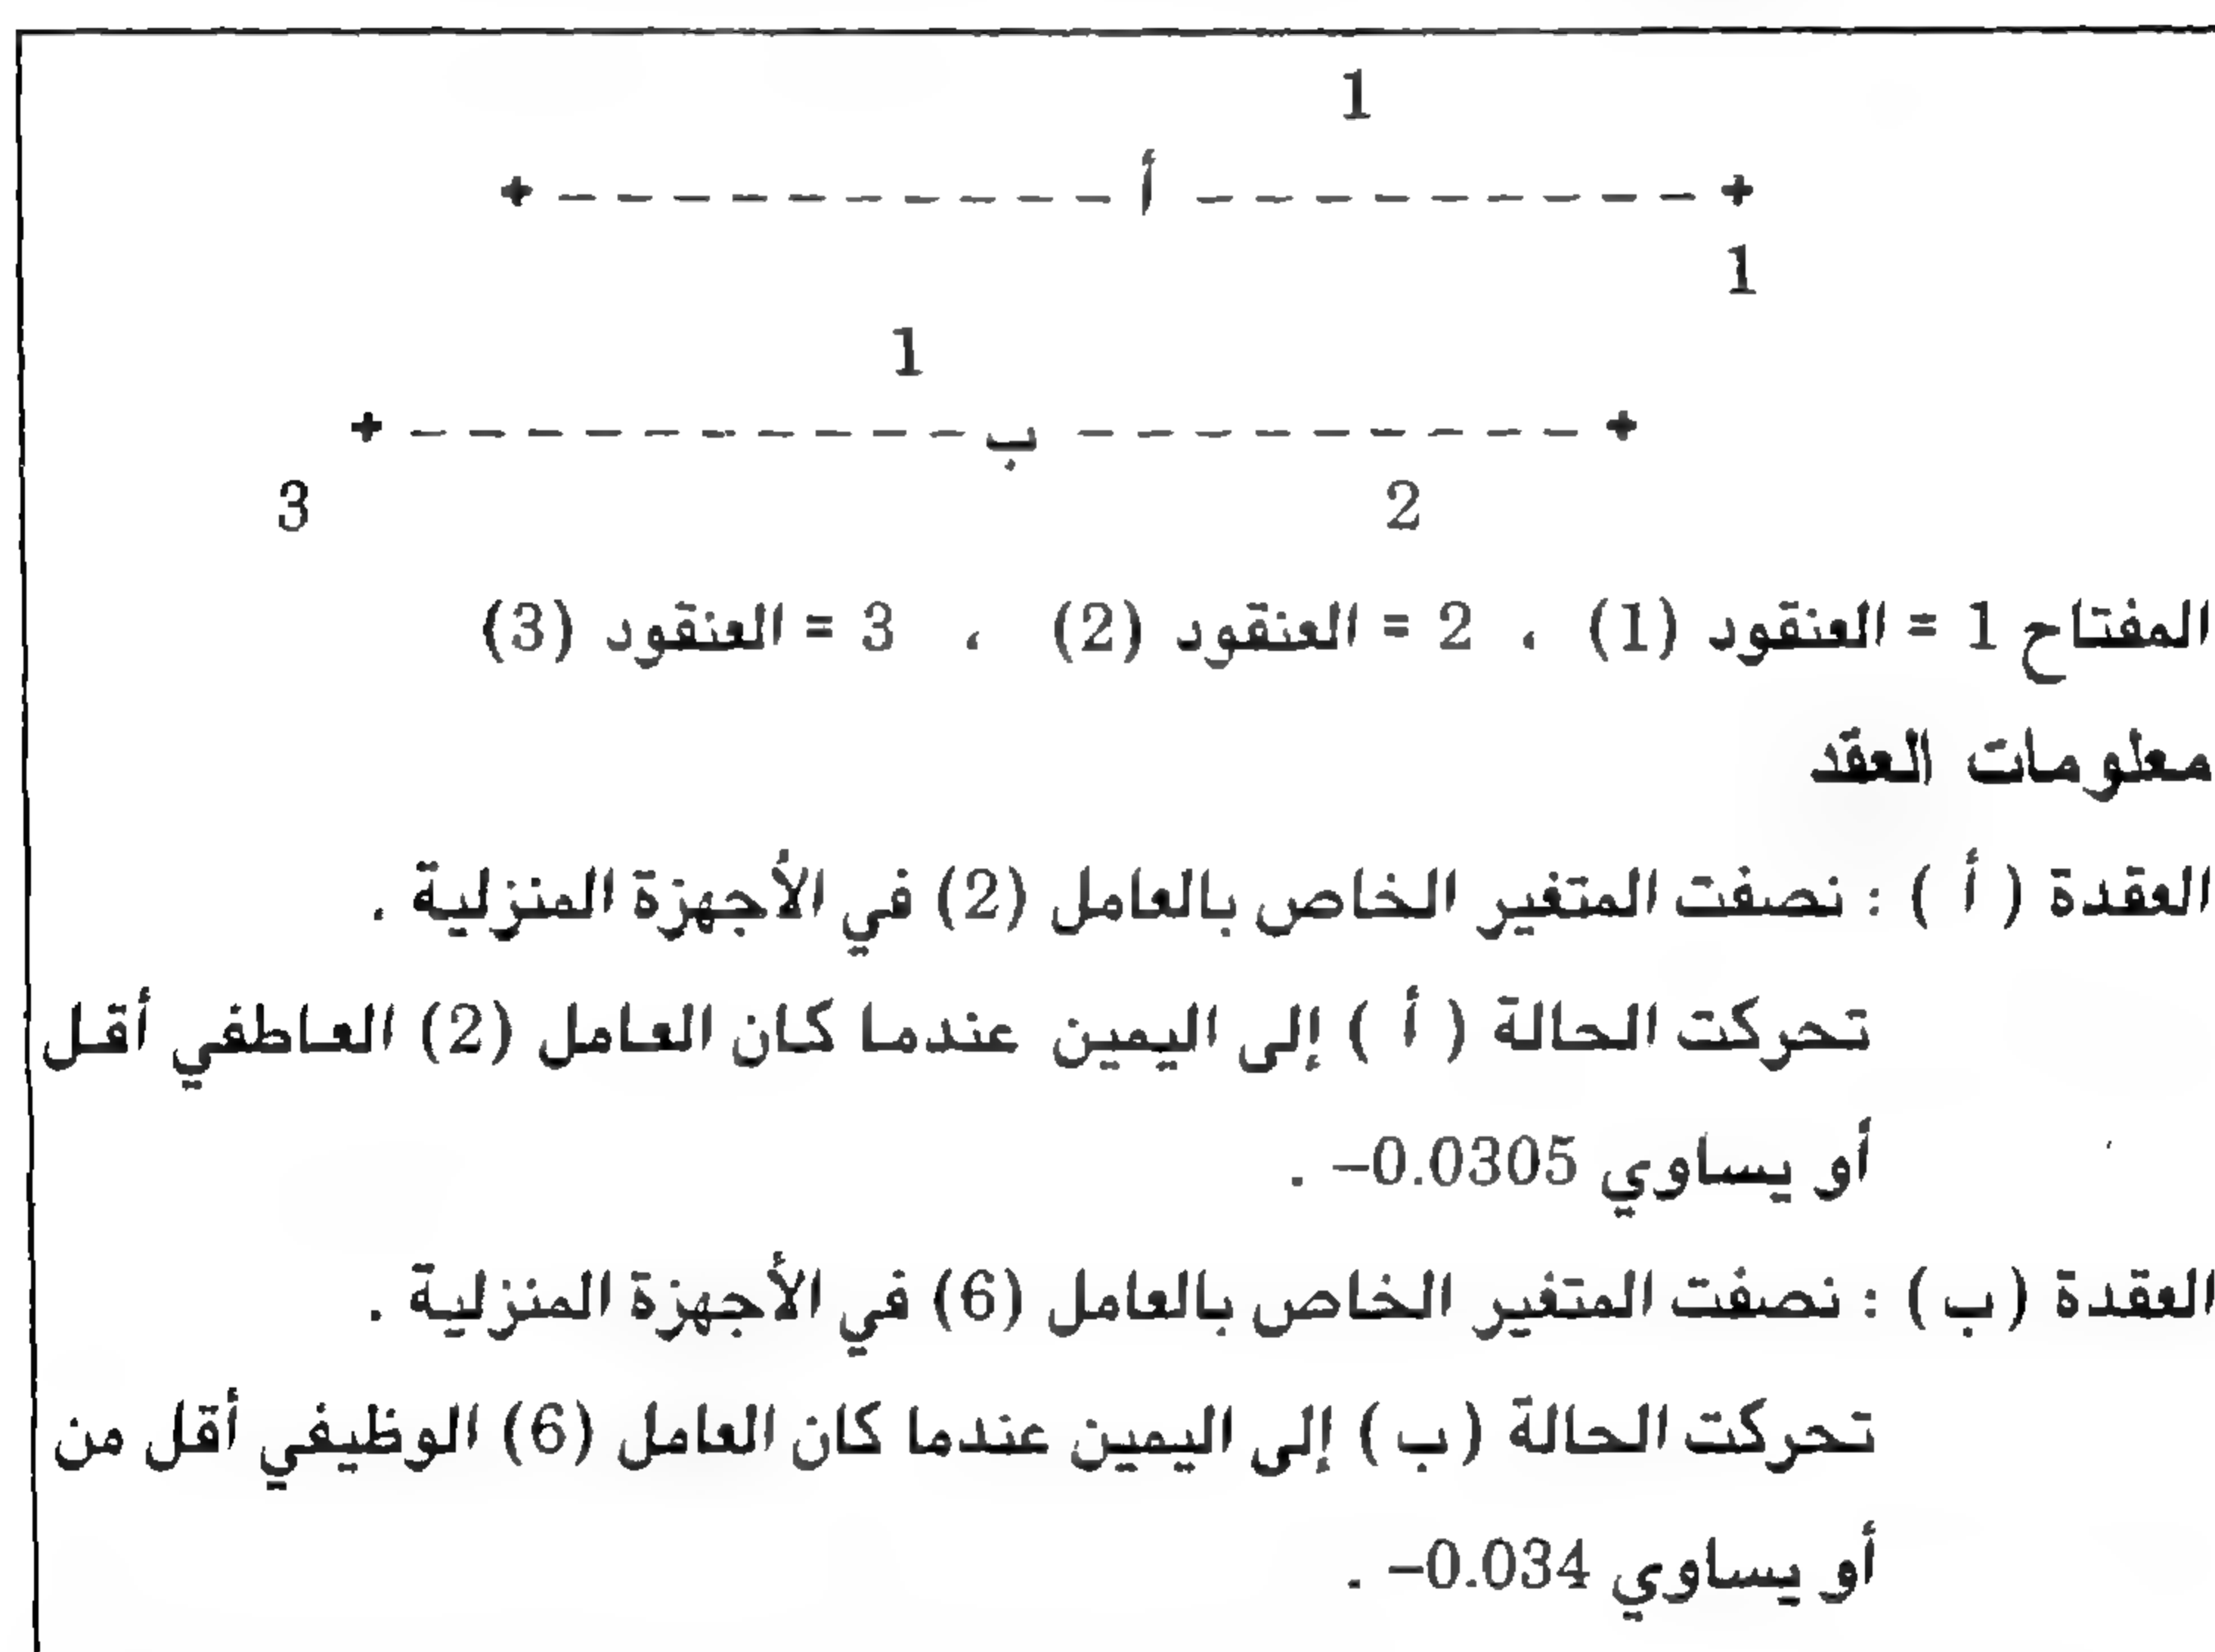 1
+ – – – – – – – – – أ – – – – – – – – – – +
1
1
+ – – – – – – – – – ب – – – – – – – – – – +
2 3
المفتاح 1 = العنقود (1) ، 2 = العنقود (2) ، 3 = العنقود (3)
معلومات العقد
العقدة ( أ ) : نصفت المتغير الخاص بالعامل (2) في الأجهزة المنزلية .
تحركت الحالة ( أ ) إلى اليمين عندما كان العامل (2) العاطفي أقل
أو يساوي 0.0305– .
العقدة (ب) : نصفت المتغير الخاص بالعامل (6) في الأجهزة المنزلية .
تحركت الحالة (ب) إلى اليمين عندما كان العامل (6) الوظيفي أقل من
أو يساوي 0.034– .